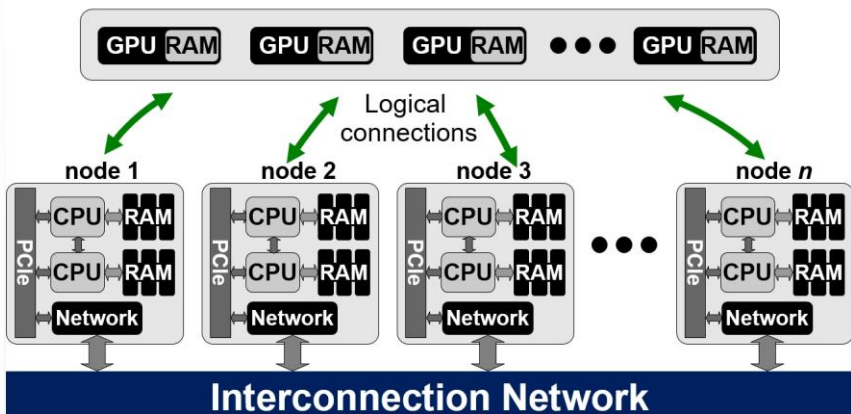 GPU RAM GPU RAM GPU RAM GPU RAM
Logical
connections
node 1 node 2 node 3 node n
PCIe CPU RAM PCIe CPU RAM PCIe CPU RAM PCIe CPU RAM
CPU RAM CPU RAM CPU RAM CPU RAM
Network Network Network Network
Interconnection Network